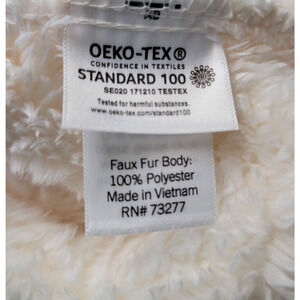 OEKO-TEX®
CONFIDENCE IN TEXTILES
STANDARD 100
SE020 171210 TESTEX
Tested for harmful substances.
www.oeko-tex.com/standard100
Faux Fur Body:
100% Polyester
Made in Vietnam
RN# 73277